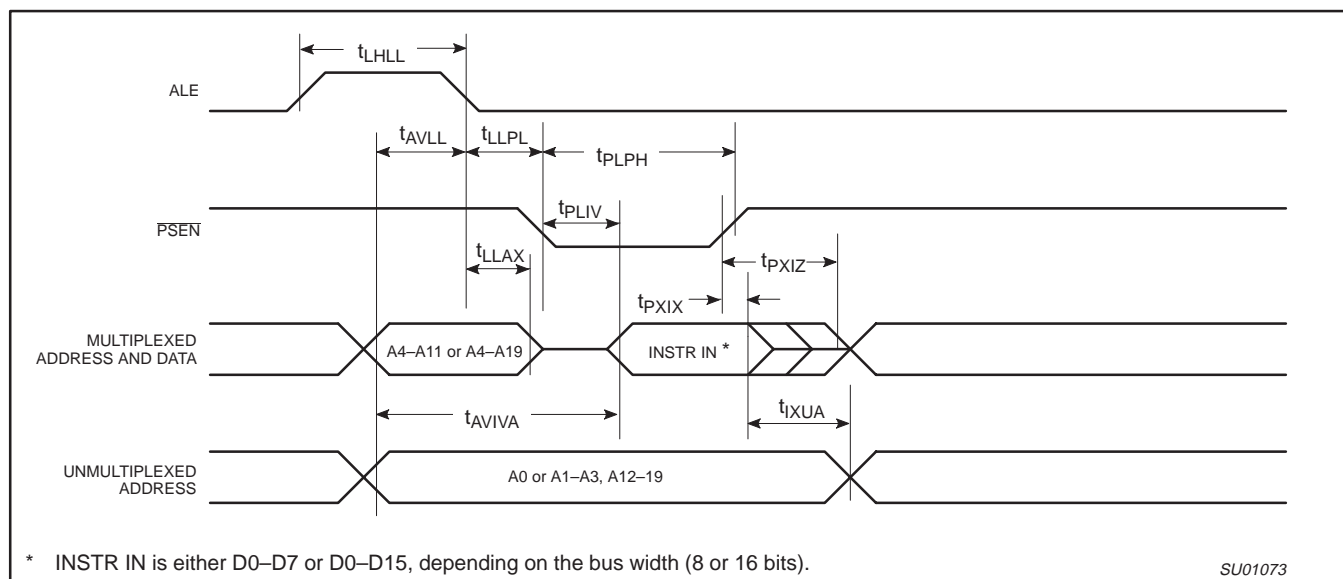 tLHLL
ALE
tAVLL
tLLPL
tPLPH
tPLIV
PSEN
tLLAX
tPXIZ
tPXIX
MULTIPLEXED
ADDRESS AND DATA
A4–A11 or A4–A19
INSTR IN *
tAVIVA
tIXUA
UNMULTIPLEXED
ADDRESS
A0 or A1–A3, A12–19
* INSTR IN is either D0–D7 or D0–D15, depending on the bus width (8 or 16 bits).
SU01073